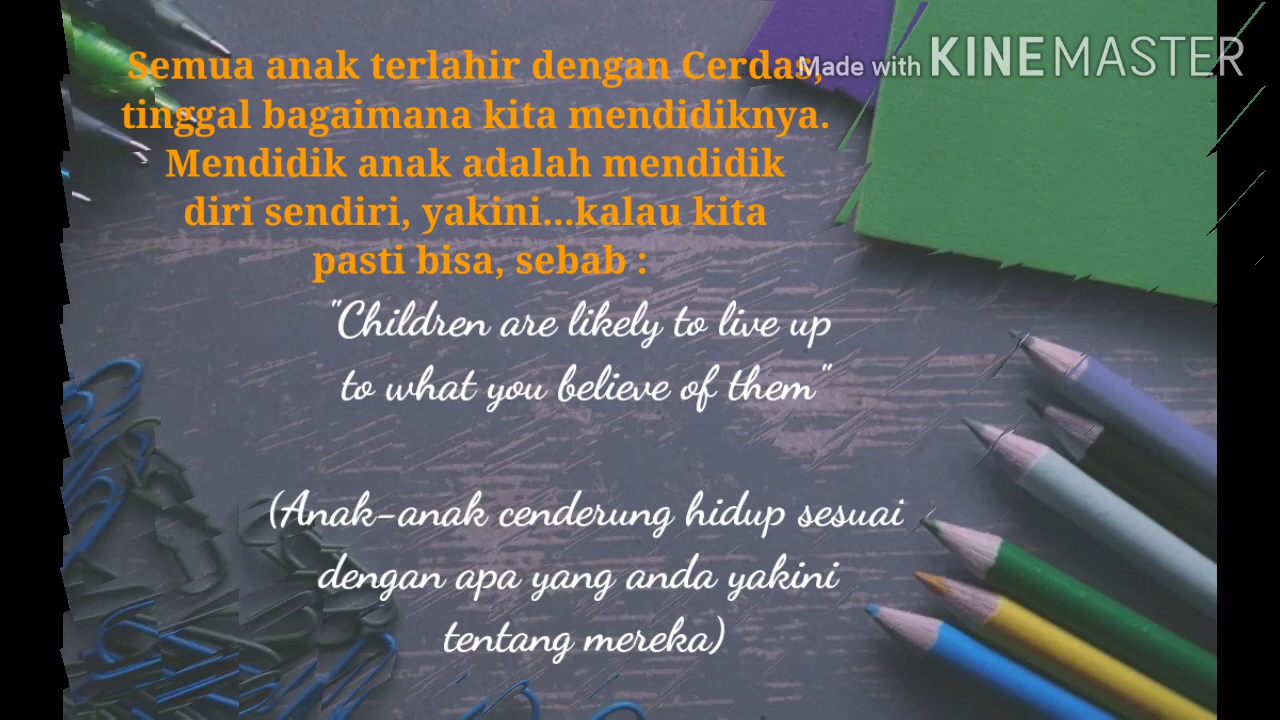 Semua anak terlahir dengan Cerdas,
Made with KINEMASTER
tinggal bagaimana kita mendidiknya.
Mendidik anak adalah mendidik
diri sendiri, yakini...kalau kita
pasti bisa, sebab :
"Children are likely to live up
to what you believe of them"
(Anak-anak cenderung hidup sesuai
dengan apa yang anda yakini
tentang mereka)